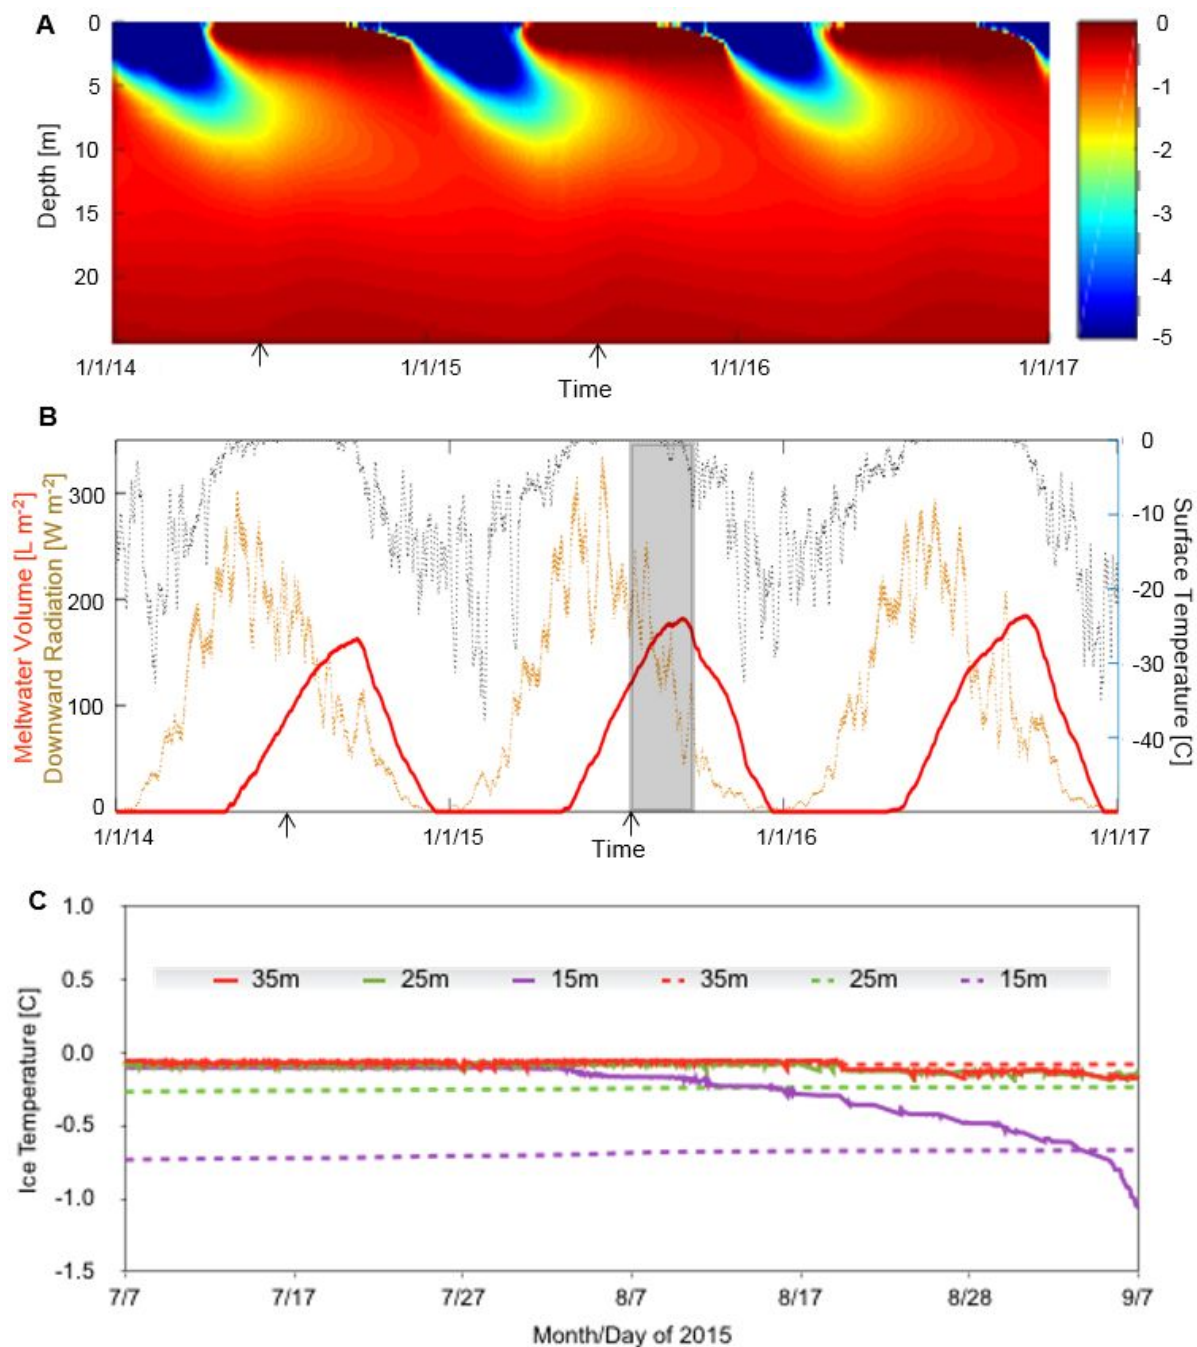 A
0
5
10
15
20
Depth [m]
0
-1
-2
-3
-4
-5
1/1/14
1/1/15
1/1/16
1/1/17
Time
B
300
200
100
0
Meltwater Volume [L m-2]
Downward Radiation [W m-2]
0
-10
-20
-30
-40
Surface Temperature [C]
1/1/14
1/1/15
1/1/16
1/1/17
Time
C
1.0
0.5
0.0
-0.5
-1.0
-1.5
Ice Temperature [C]
35m 25m 15m 35m 25m 15m
7/7 7/17 7/27 8/7 8/17 8/28 9/7
Month/Day of 2015